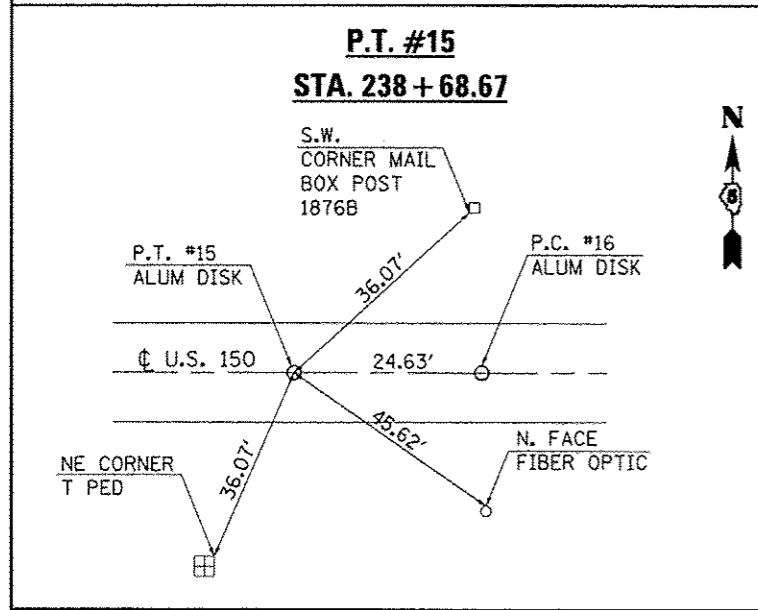 P.T. #15
STA. 238+68.67
S.W.
CORNER MAIL
BOX POST
1876B
N
5
P.T. #15
ALUM DISK
36.07'
P.C. #16
ALUM DISK
℄ U.S. 150
24.63'
45.62'
36.07'
NE CORNER
T PED
N. FACE
FIBER OPTIC